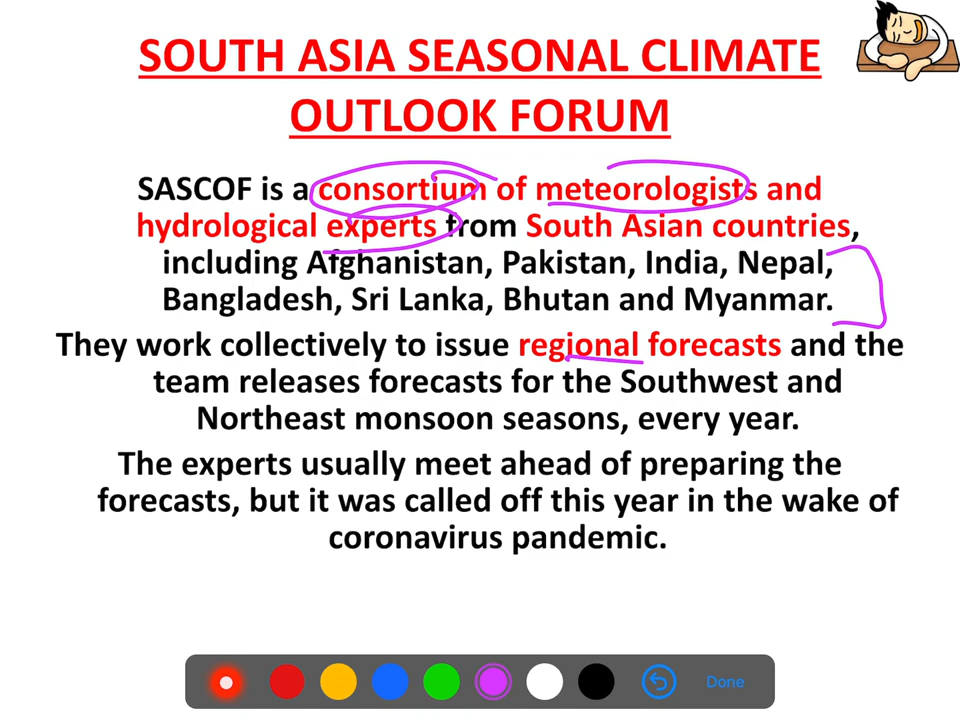 SOUTH ASIA SEASONAL CLIMATE
OUTLOOK FORUM
SASCOF is a consortium of meteorologists and
hydrological experts from South Asian countries,
including Afghanistan, Pakistan, India, Nepal,
Bangladesh, Sri Lanka, Bhutan and Myanmar.
They work collectively to issue regional forecasts and the
team releases forecasts for the Southwest and
Northeast monsoon seasons, every year.
The experts usually meet ahead of preparing the
forecasts, but it was called off this year in the wake of
coronavirus pandemic.
Done